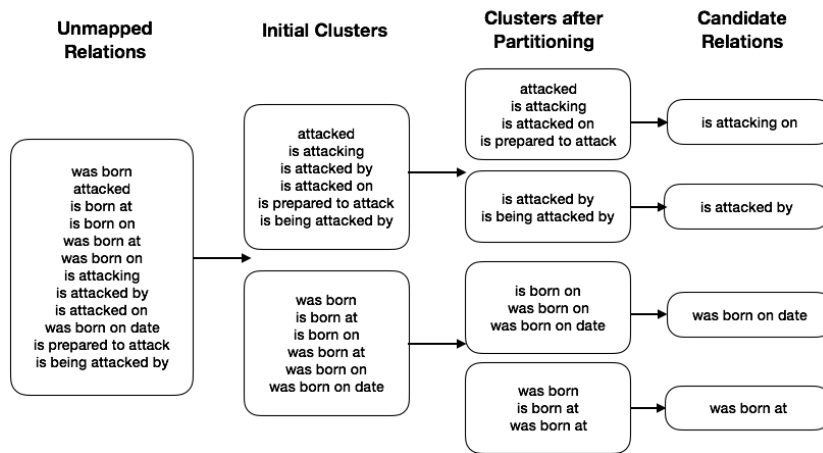 Unmapped
Relations
Initial Clusters
Clusters after
Partitioning
Candidate
Relations
was born
attacked
is born at
is born on
was born at
was born on
is attacking
is attacked by
is attacked on
was born on date
is prepared to attack
is being attacked by
attacked
is attacking
is attacked by
is attacked on
is prepared to attack
is being attacked by
was born
is born at
is born on
was born at
was born on
was born on date
attacked
is attacking
is attacked on
is prepared to attack
is attacked by
is being attacked by
is born on
was born on
was born on date
was born
is born at
was born at
is attacking on
is attacked by
was born on date
was born at